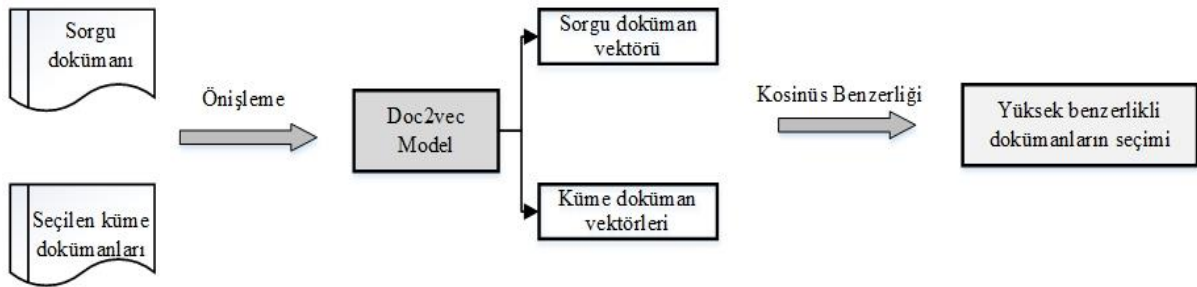 Sorgu
dokümanı
Seçilen küme
dokümanları
Önişleme
Doc2vec
Model
Sorgu doküman
vektörü
Küme doküman
vektörleri
Kosinüs Benzerliği
Yüksek benzerlikli
dokümanların seçimi